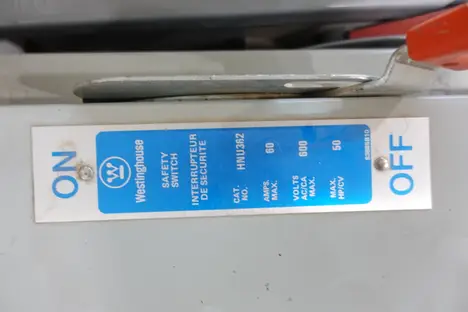 ON
Westinghouse
SAFETY
SWITCH
INTERRUPTEUR
DE SECURITE
CAT. NO. HNU362
AMPS. MAX. 60
VOLTS AC/CA MAX. 600
MAX. HP/CV 50
OFF